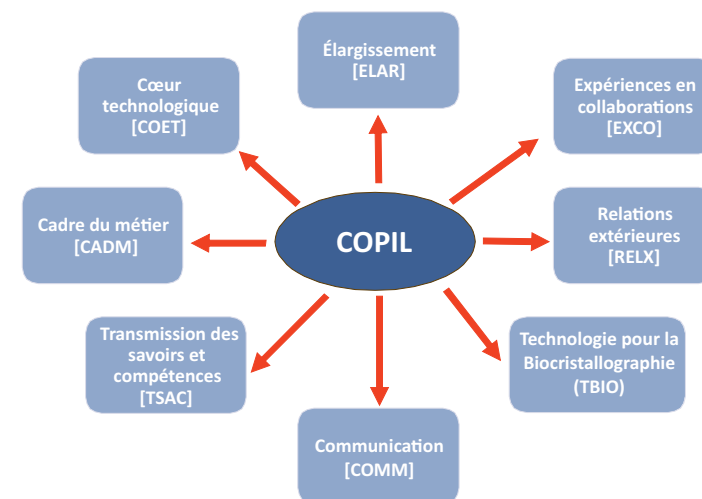 Élargissement
[ELAR]
Cœur
technologique
[COET]
Expériences en
collaborations
[EXCO]
Cadre du métier
[CADM]
COPIL
Relations
extérieures
[RELX]
Transmission des
savoirs et
compétences
[TSAC]
Technologie pour la
Biocristallographie
(TBIO)
Communication
[COMM]